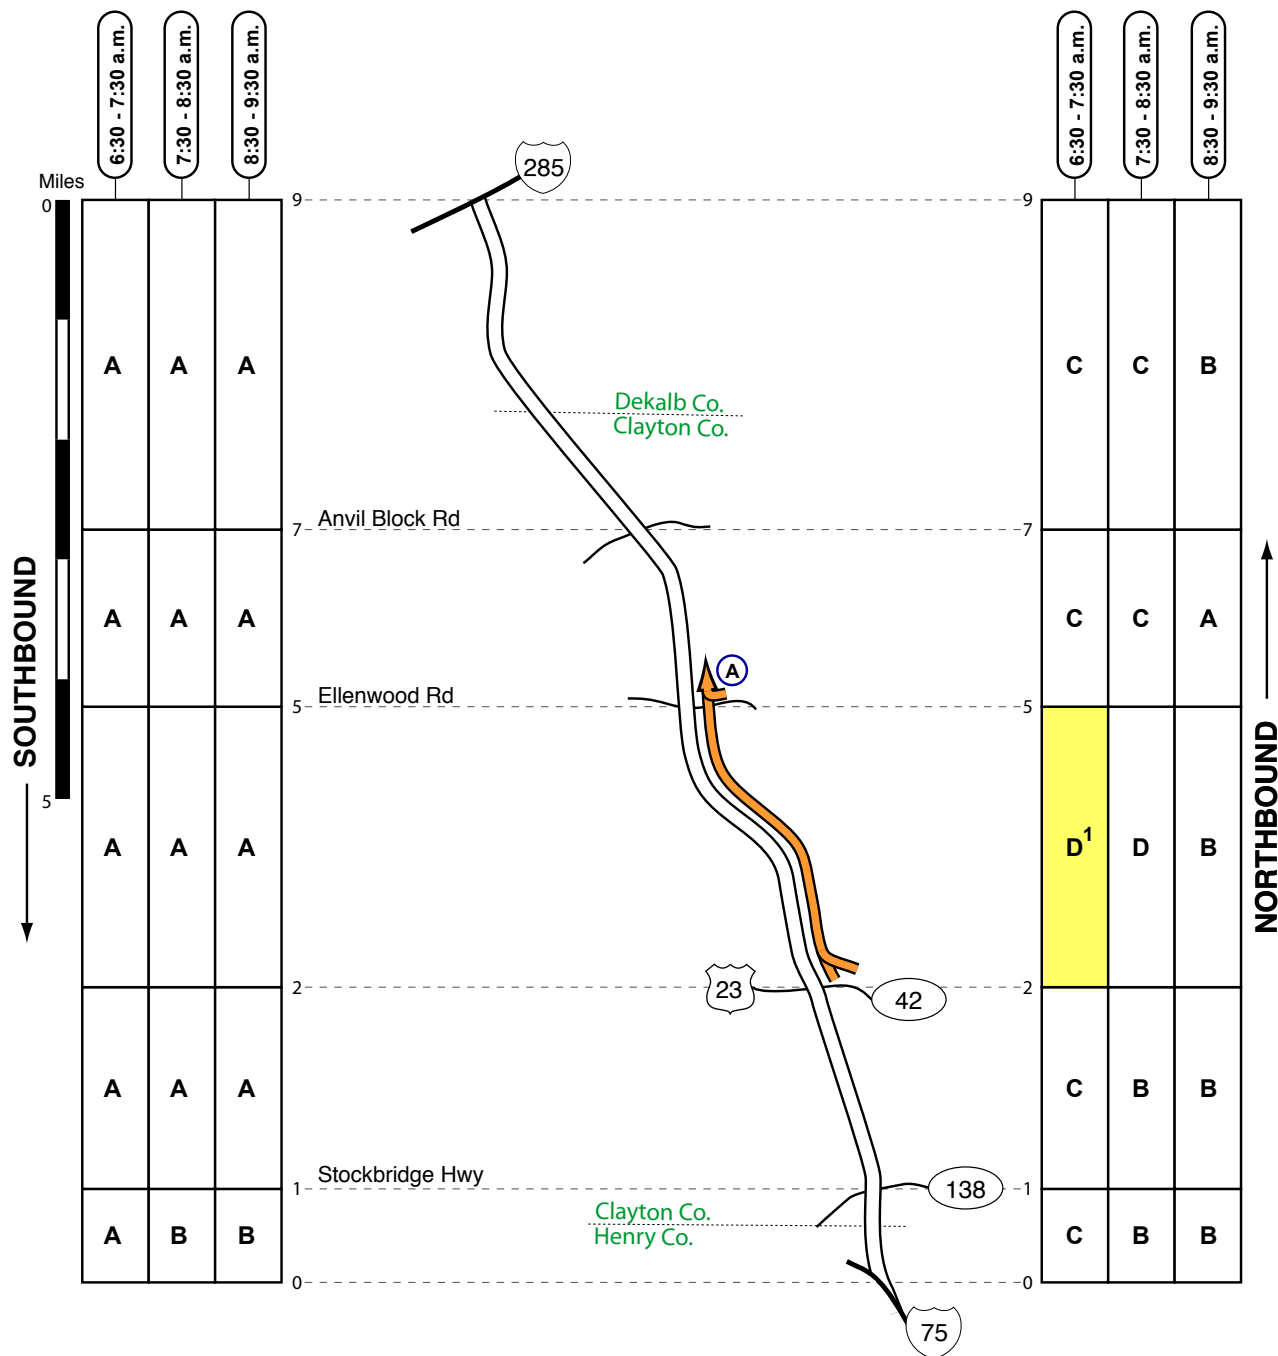 6:30 - 7:30 a.m.
7:30 - 8:30 a.m.
8:30 - 9:30 a.m.
6:30 - 7:30 a.m.
7:30 - 8:30 a.m.
8:30 - 9:30 a.m.
285
Miles
0
9
9
A A A
C C B
Dekalb Co.
Clayton Co.
Anvil Block Rd
7
7
SOUTHBOUND
A A A
C C A
A
Ellenwood Rd
5
5
5
NORTHBOUND
A A A
D1 D B
23
42
2
2
A A A
C B B
Stockbridge Hwy
138
1
1
Clayton Co.
Henry Co.
A B B
C B B
0
0
75